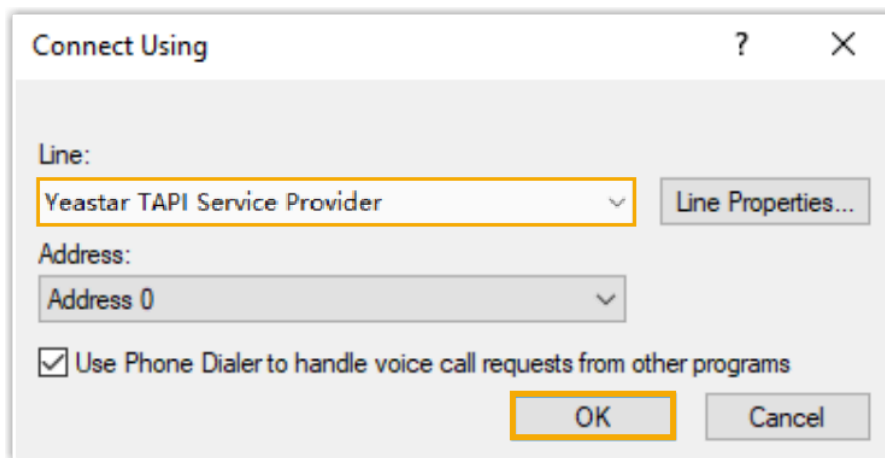 Connect Using
?
Line:
Yeastar TAPI Service Provider
Line Properties...
Address:
Address 0
Use Phone Dialer to handle voice call requests from other programs
OK
Cancel